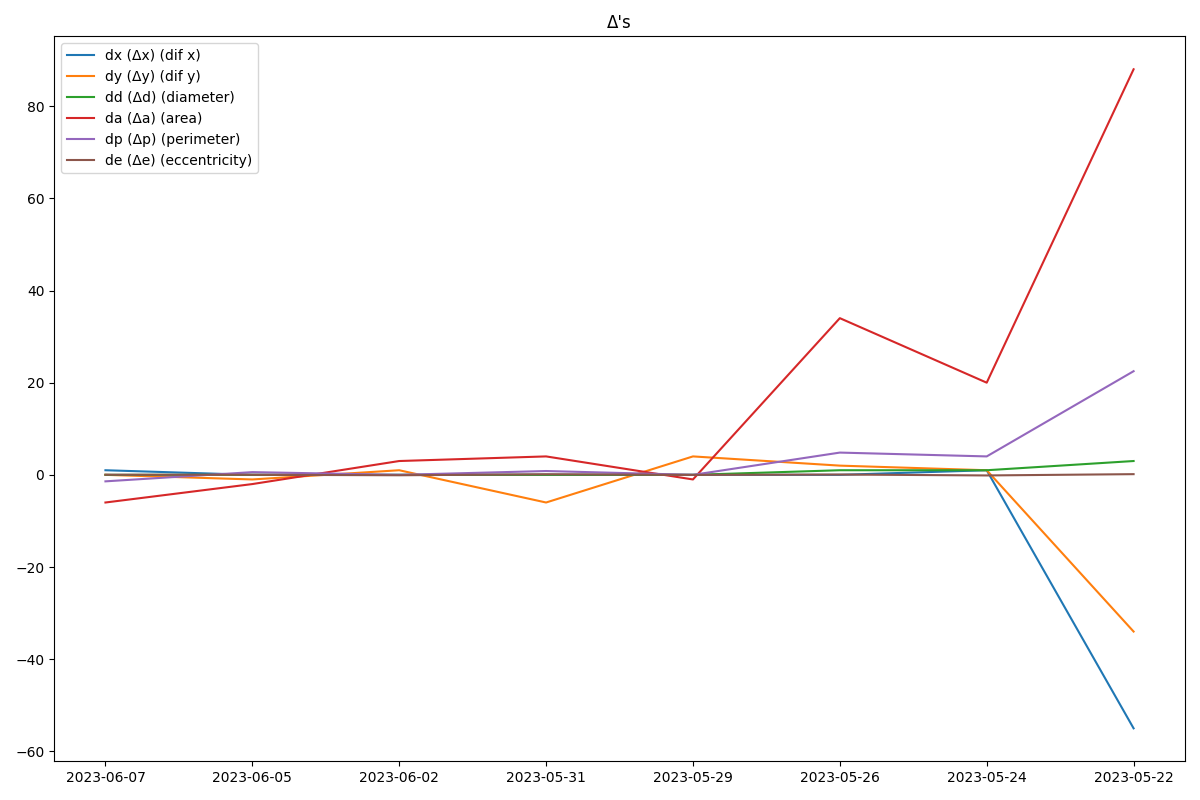 Δ's
dx (Δx) (dif x)
dy (Δy) (dif y)
dd (Δd) (diameter)
da (Δa) (area)
dp (Δp) (perimeter)
de (Δe) (eccentricity)
80
60
40
20
0
−20
−40
−60
2023-06-07 2023-06-05 2023-06-02 2023-05-31 2023-05-29 2023-05-26 2023-05-24 2023-05-22